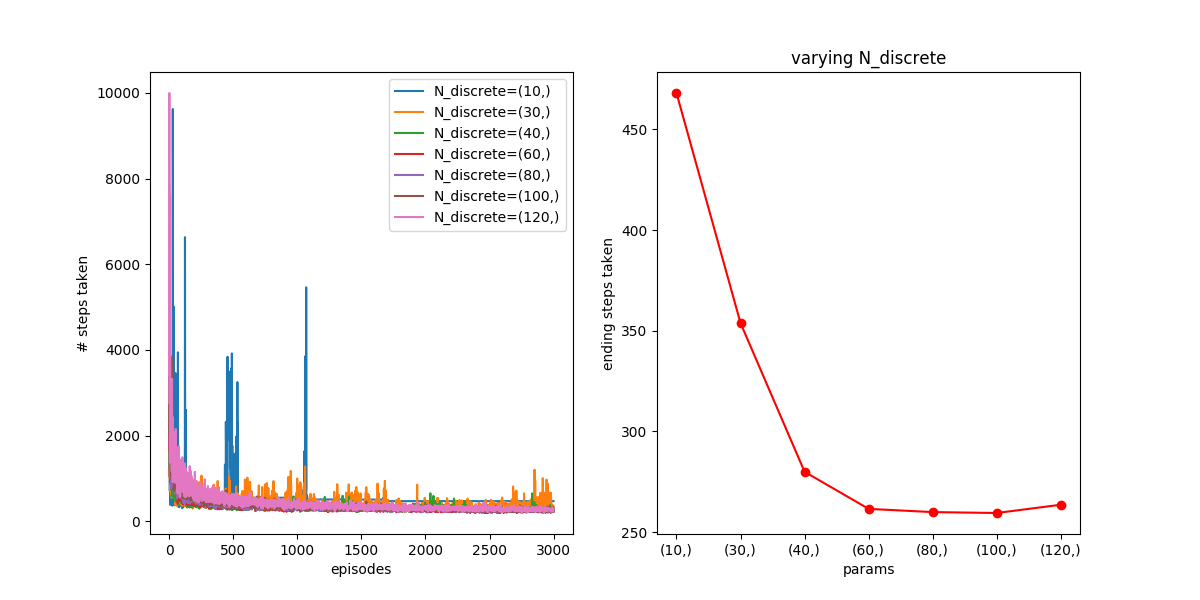 # steps taken
10000
8000
6000
4000
2000
0
0 500 1000 1500 2000 2500 3000
episodes
N_discrete=(10,)
N_discrete=(30,)
N_discrete=(40,)
N_discrete=(60,)
N_discrete=(80,)
N_discrete=(100,)
N_discrete=(120,)
varying N_discrete
ending steps taken
450
400
350
300
250
(10,) (30,) (40,) (60,) (80,) (100,) (120,)
params